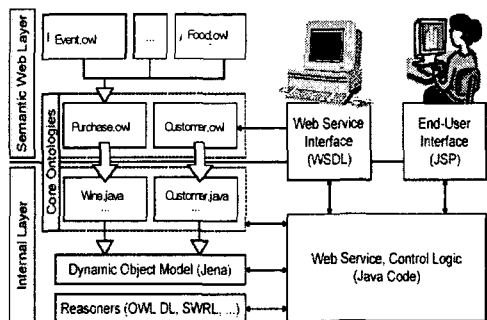 Semantic Web Layer
Event.owl
...
Food.owl
Core Ontologies
Purchase.owl
Customer.owl
Web Service
Interface
(WSDL)
End-User
Interface
(JSP)
Internal Layer
Wine.java
...
Customer.java
...
Dynamic Object Model (Jena)
Web Service, Control Logic
(Java Code)
Reasoners (OWL DL, SWRL, ...)